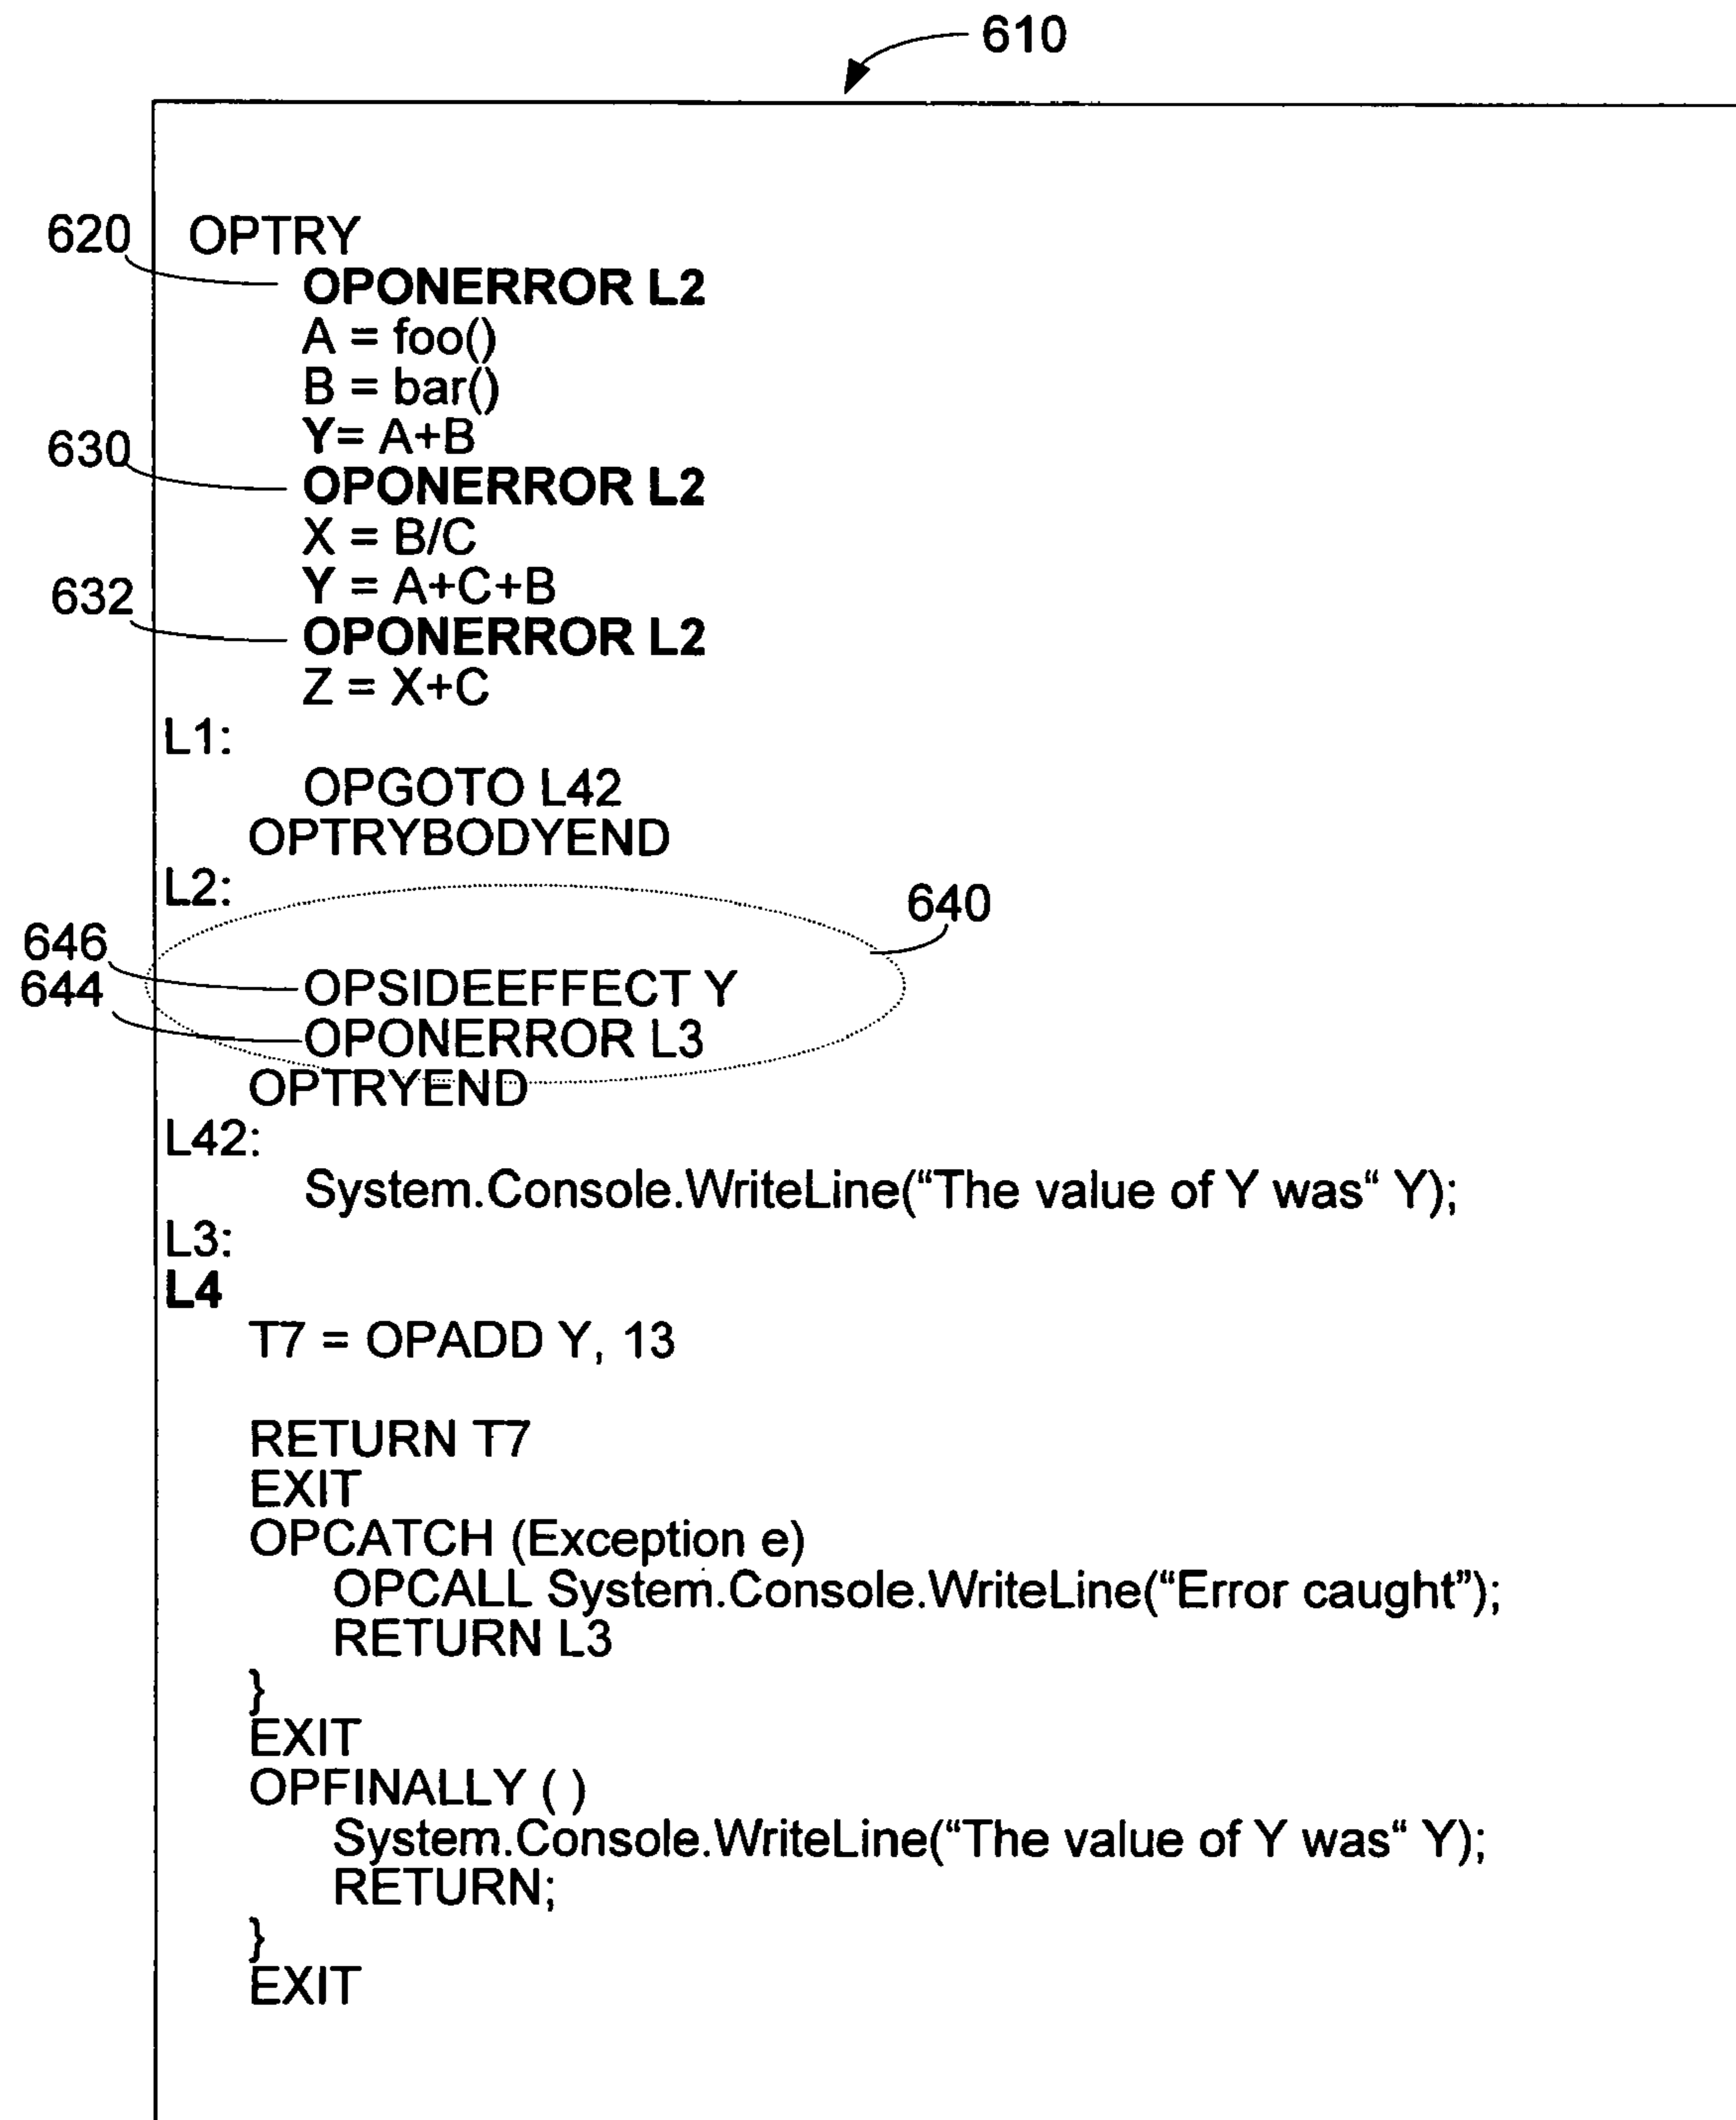 610
620 OPTRY
OPONERROR L2
A = foo()
B = bar()
Y= A+B
630
OPONERROR L2
X = B/C
Y = A+C+B
632
OPONERROR L2
Z = X+C
L1:
OPGOTO L42
OPTRYBODYEND
L2:
640
646
OPSIDEEFFECT Y
644
OPONERROR L3
OPTRYEND
L42:
System.Console.WriteLine(“The value of Y was“ Y);
L3:
L4
T7 = OPADD Y, 13
RETURN T7
EXIT
OPCATCH (Exception e)
OPCALL System.Console.WriteLine(“Error caught”);
RETURN L3
}
EXIT
OPFINALLY ( )
System.Console.WriteLine(“The value of Y was“ Y);
RETURN;
}
EXIT